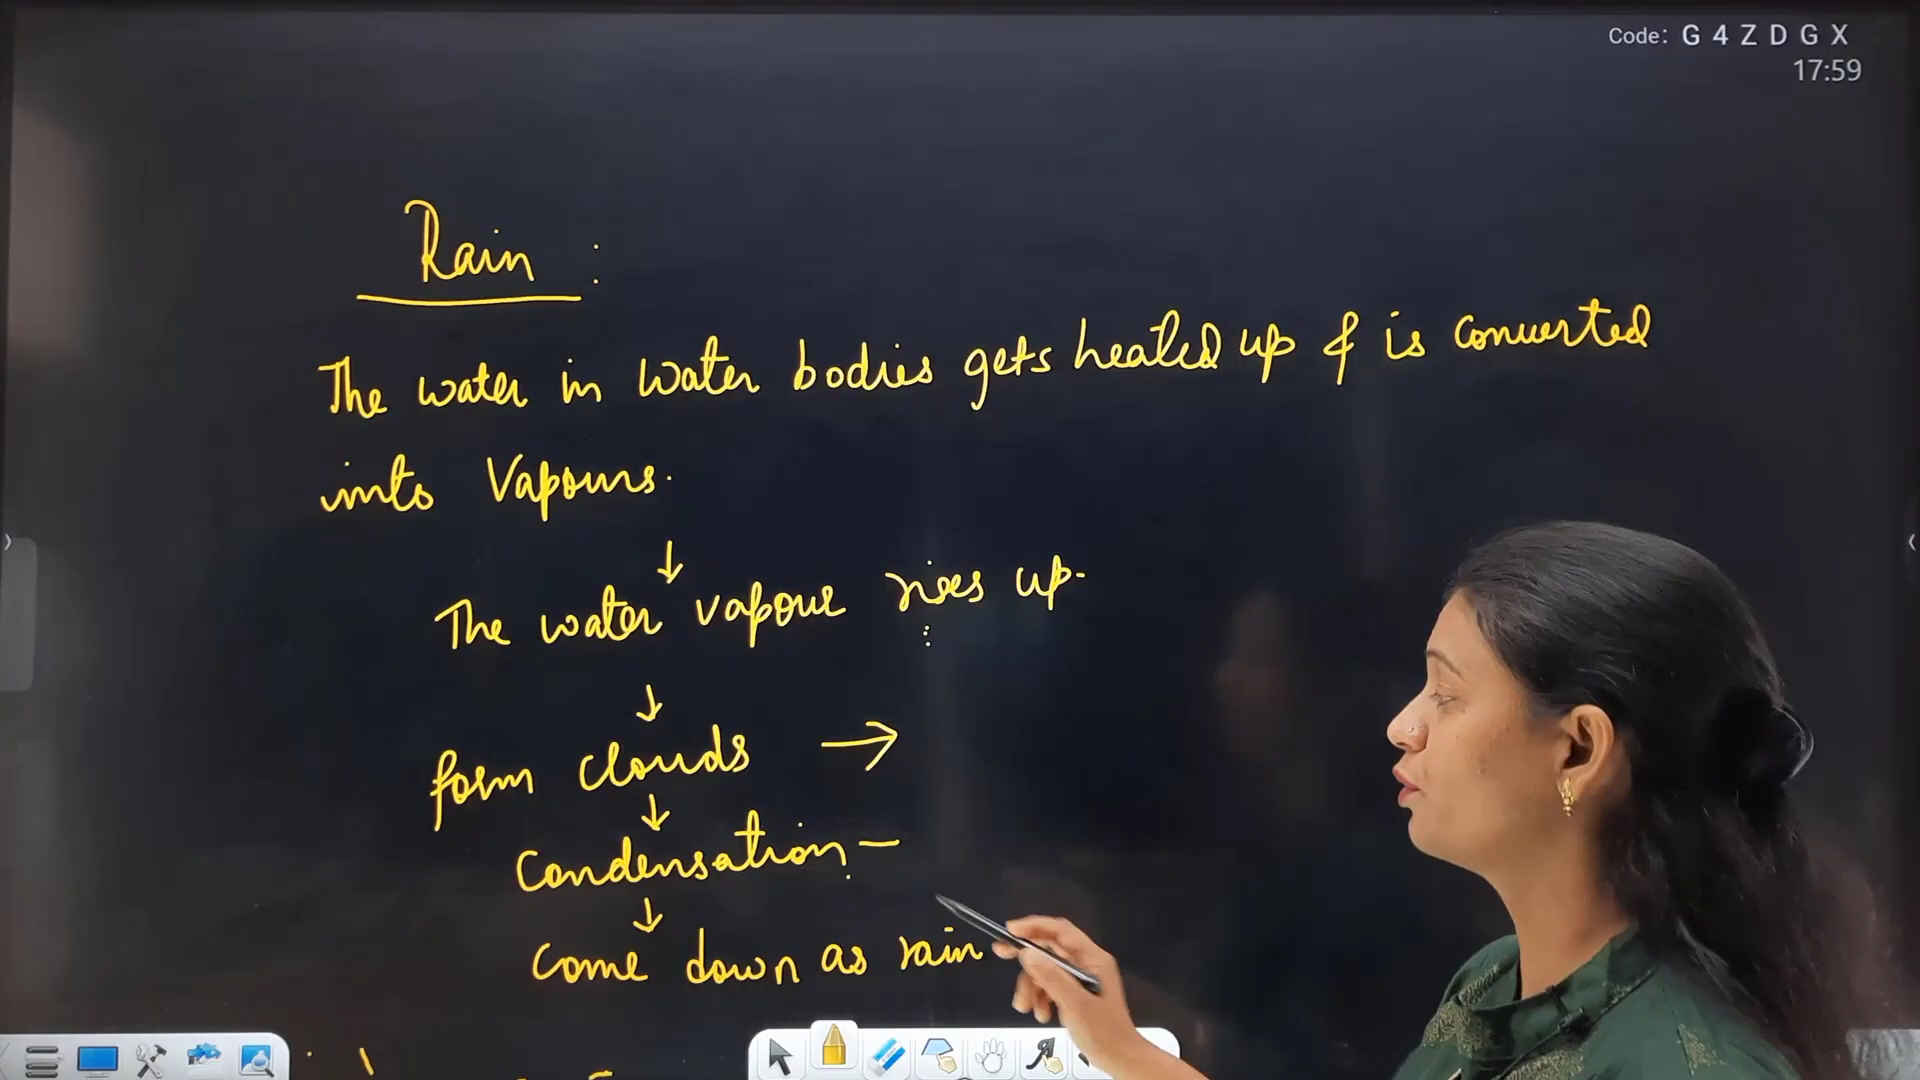 Code: G 4 Z D G X
17:59
Rain :
The water in water bodies gets heated up & is converted
into Vapours.
↓
The water vapour rises up.
↓
form clouds →
↓
Condensation –
↓
Come down as rain